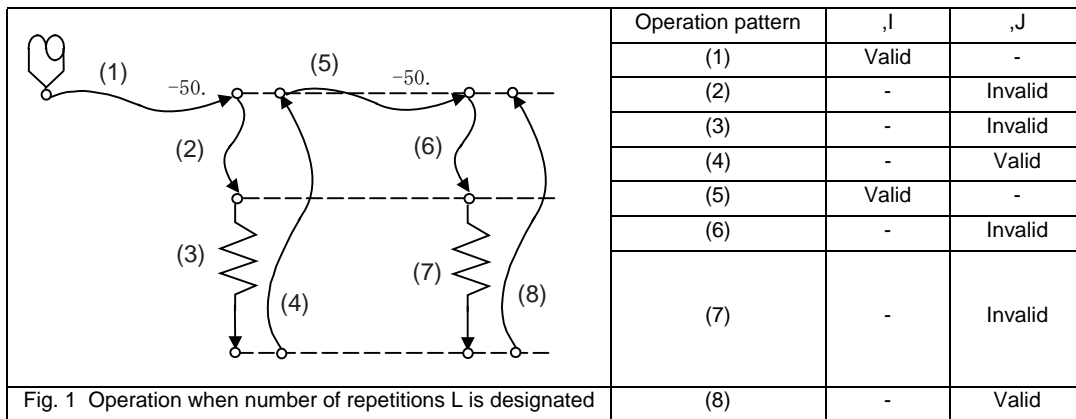 Operation pattern ,I ,J
(1) Valid -
(2) - Invalid
(3) - Invalid
(4) - Valid
(5) Valid -
(6) - Invalid
(7) - Invalid
(8) - Valid
(1) -50. (5) -50.
(2) (6)
(3) (4) (7) (8)
Fig. 1 Operation when number of repetitions L is designated